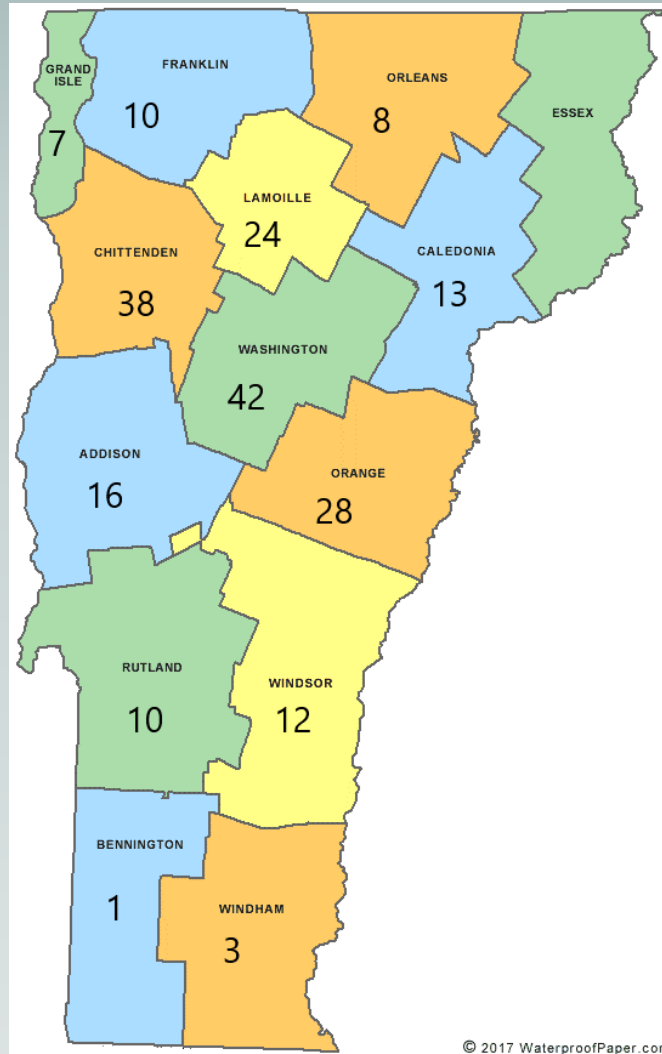 GRAND
ISLE
7
FRANKLIN
10
ORLEANS
8
ESSEX
LAMOILLE
24
CHITTENDEN
38
CALEDONIA
13
WASHINGTON
42
ADDISON
16
ORANGE
28
RUTLAND
10
WINDSOR
12
BENNINGTON
1
WINDHAM
3
© 2017 WaterproofPaper.com